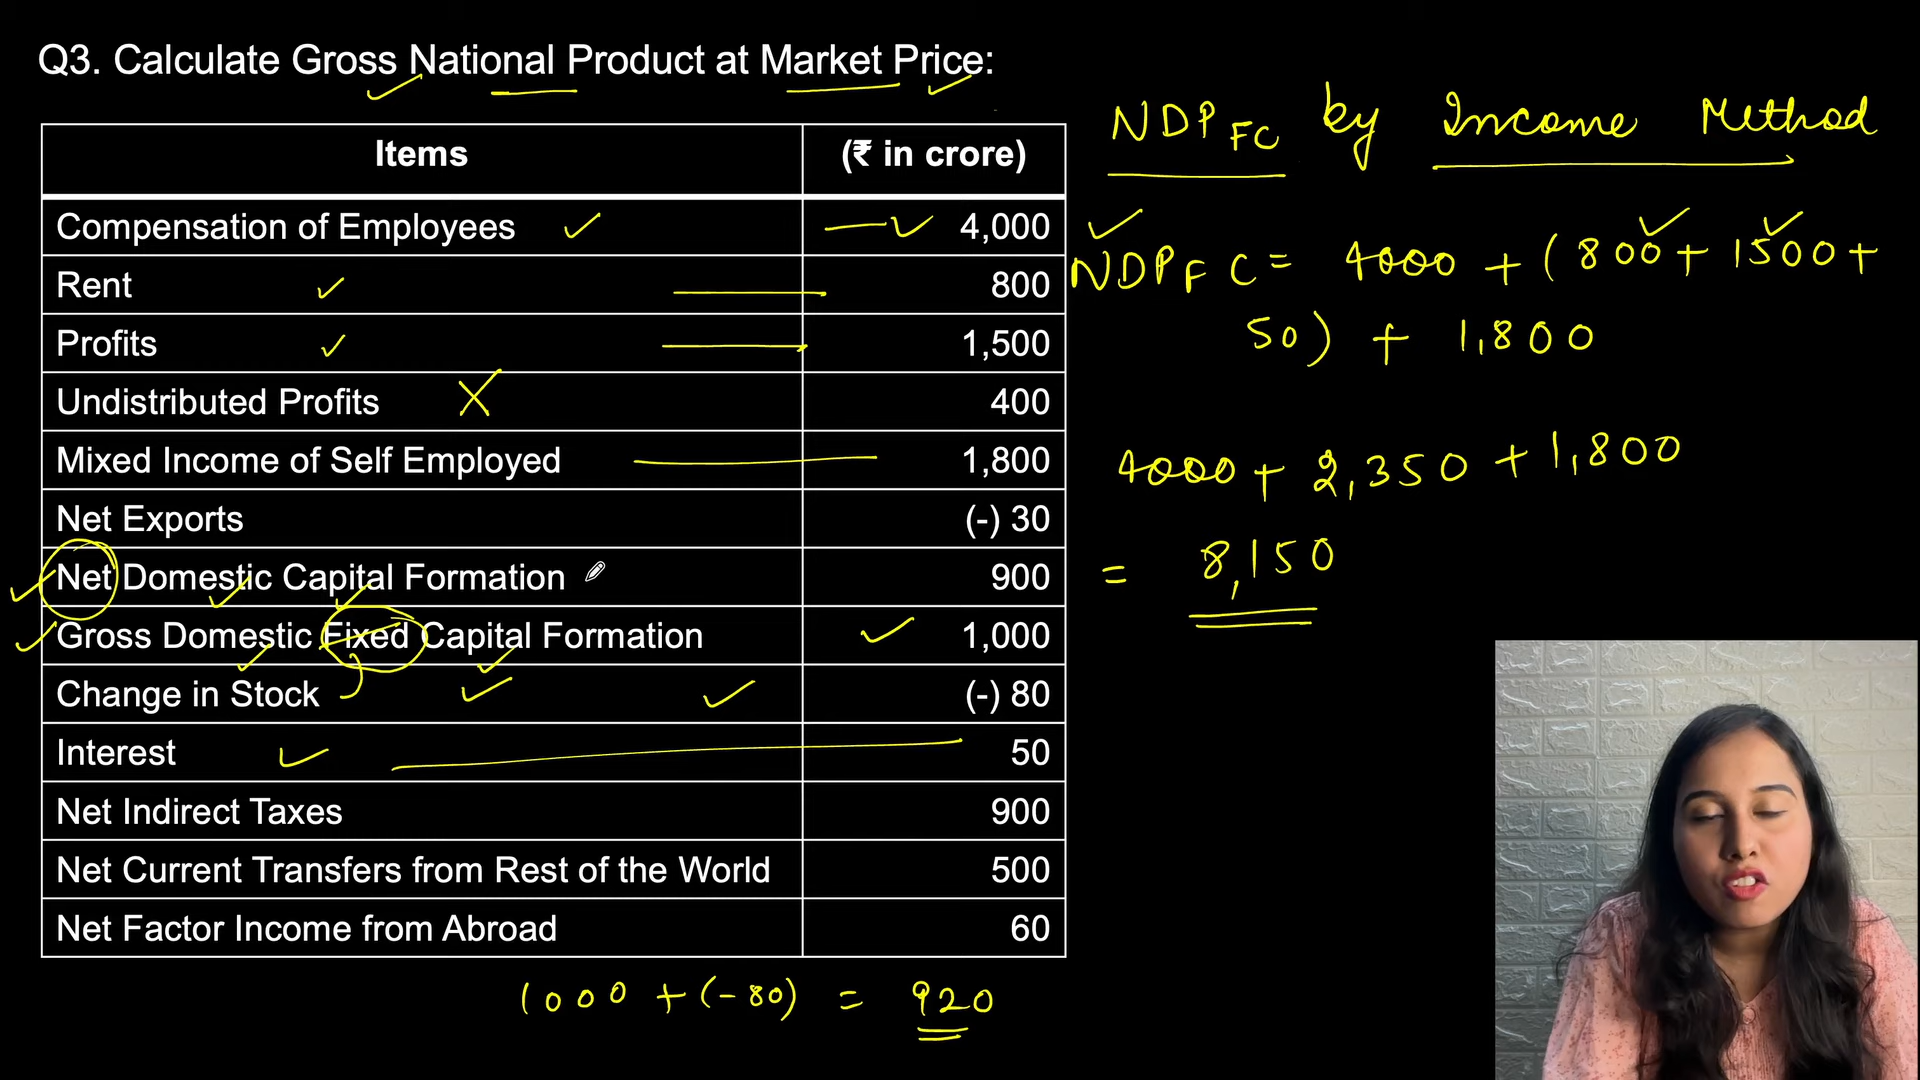 Q3. Calculate Gross National Product at Market Price:
Items (₹ in crore)
Compensation of Employees 4,000
Rent 800
Profits 1,500
Undistributed Profits 400
Mixed Income of Self Employed 1,800
Net Exports (-) 30
Net Domestic Capital Formation 900
Gross Domestic Fixed Capital Formation 1,000
Change in Stock (-) 80
Interest 50
Net Indirect Taxes 900
Net Current Transfers from Rest of the World 500
Net Factor Income from Abroad 60
1000 + (-80) = 920
NDP FC by Income Method
NDP FC = 4000 + (800 + 1500 +
50) + 1,800
4000 + 2,350 + 1,800
= 8,150